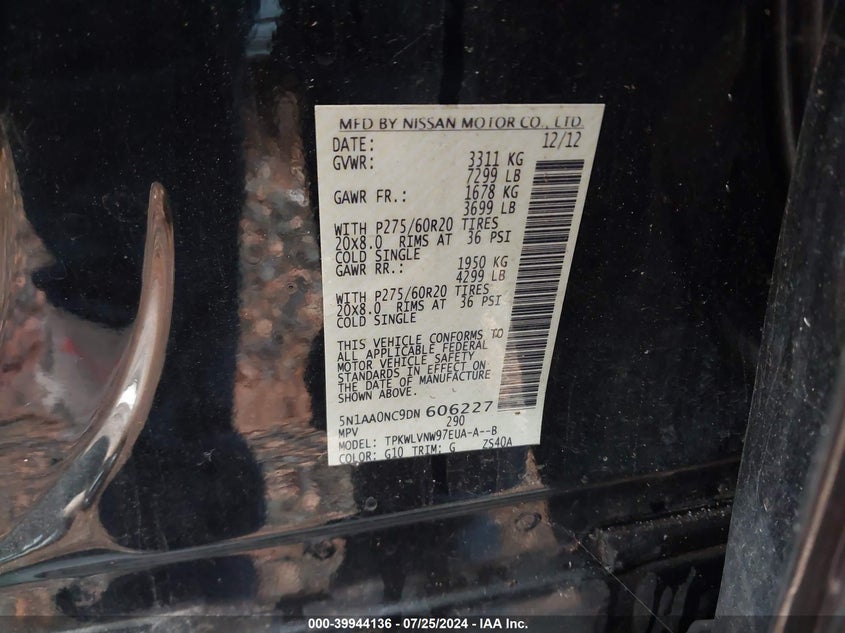 MFD BY NISSAN MOTOR CO., LTD.
DATE: 12/12
GVWR: 3311 KG
7299 LB
GAWR FR.: 1678 KG
3699 LB
WITH P275/60R20 TIRES
20X8.0 RIMS AT 36 PSI
COLD SINGLE
GAWR RR.: 1950 KG
4299 LB
WITH P275/60R20 TIRES
20X8.0 RIMS AT 36 PSI
COLD SINGLE
THIS VEHICLE CONFORMS TO
ALL APPLICABLE FEDERAL
MOTOR VEHICLE SAFETY
STANDARDS IN EFFECT ON
THE DATE OF MANUFACTURE
SHOWN ABOVE.
5N1AA0NC9DN 606227
MPV 290
MODEL: TPKWLVNW97EUA-A--B
COLOR: G10 TRIM: G ZS40A
000-39944136 - 07/25/2024 - IAA Inc.